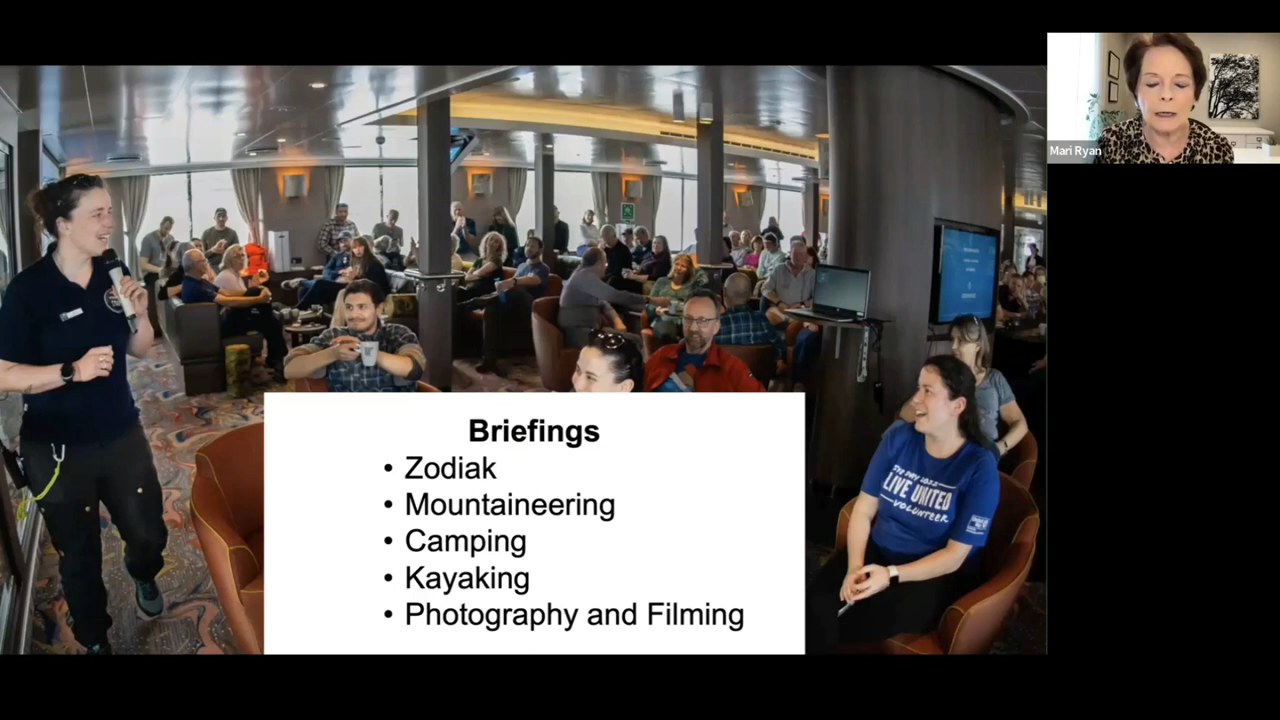 Mari Ryan
Briefings
• Zodiak
• Mountaineering
• Camping
• Kayaking
• Photography and Filming
LIVE UNITED
VOLUNTEER